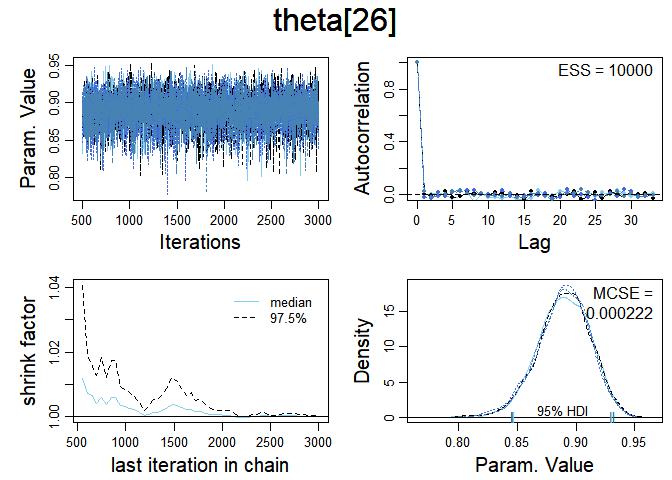 theta[26]
Param. Value
0.80 0.85 0.90 0.95
500 1000 1500 2000 2500 3000
Iterations
Autocorrelation
0.0 0.4 0.8
ESS = 10000
0 5 10 15 20 25 30
Lag
shrink factor
1.00 1.02 1.04
median
97.5%
500 1000 1500 2000 2500 3000
last iteration in chain
Density
0 5 10 15
MCSE =
0.000222
95% HDI
0.80 0.85 0.90 0.95
Param. Value